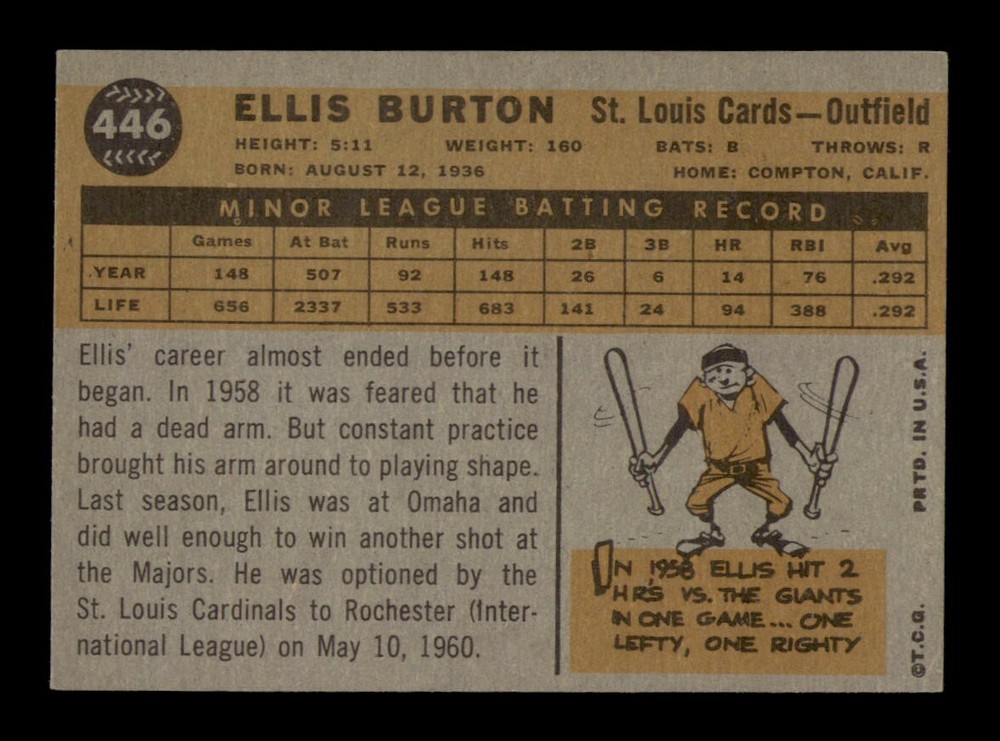 446
ELLIS BURTON St. Louis Cards—Outfield
HEIGHT: 5:11 WEIGHT: 160 BATS: B THROWS: R
BORN: AUGUST 12, 1936 HOME: COMPTON, CALIF.
MINOR LEAGUE BATTING RECORD
Games At Bat Runs Hits 2B 3B HR RBI Avg
YEAR 148 507 92 148 26 6 14 76 .292
LIFE 656 2337 533 683 141 24 94 388 .292
Ellis' career almost ended before it
began. In 1958 it was feared that he
had a dead arm. But constant practice
brought his arm around to playing shape.
Last season, Ellis was at Omaha and
did well enough to win another shot at
the Majors. He was optioned by the
St. Louis Cardinals to Rochester (Inter-
national League) on May 10, 1960.
IN 1958 ELLIS HIT 2
HRS VS. THE GIANTS
IN ONE GAME... ONE
LEFTY, ONE RIGHTY
©T.C.G. PRTD. IN U.S.A.